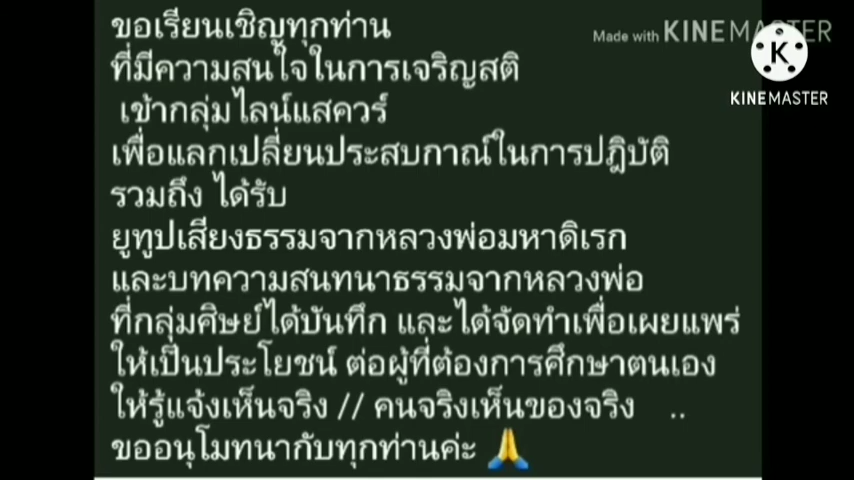 ขอเรียนเชิญทุกท่าน
Made with KINEMASTER
K
KINEMASTER
ที่มีความสนใจในการเจริญสติ
เข้ากลุ่มไลน์แสควร์
เพื่อแลกเปลี่ยนประสบกาณ์ในการปฎิบัติ
รวมถึง ได้รับ
ยูทูปเสียงธรรมจากหลวงพ่อมหาดิเรก
และบทความสนทนาธรรมจากหลวงพ่อ
ที่กลุ่มศิษย์ได้บันทึก และได้จัดทำเพื่อเผยแพร่
ให้เป็นประโยชน์ ต่อผู้ที่ต้องการศึกษาตนเอง
ให้รู้แจ้งเห็นจริง // คนจริงเห็นของจริง ..
ขออนุโมทนากับทุกท่านค่ะ 🙏